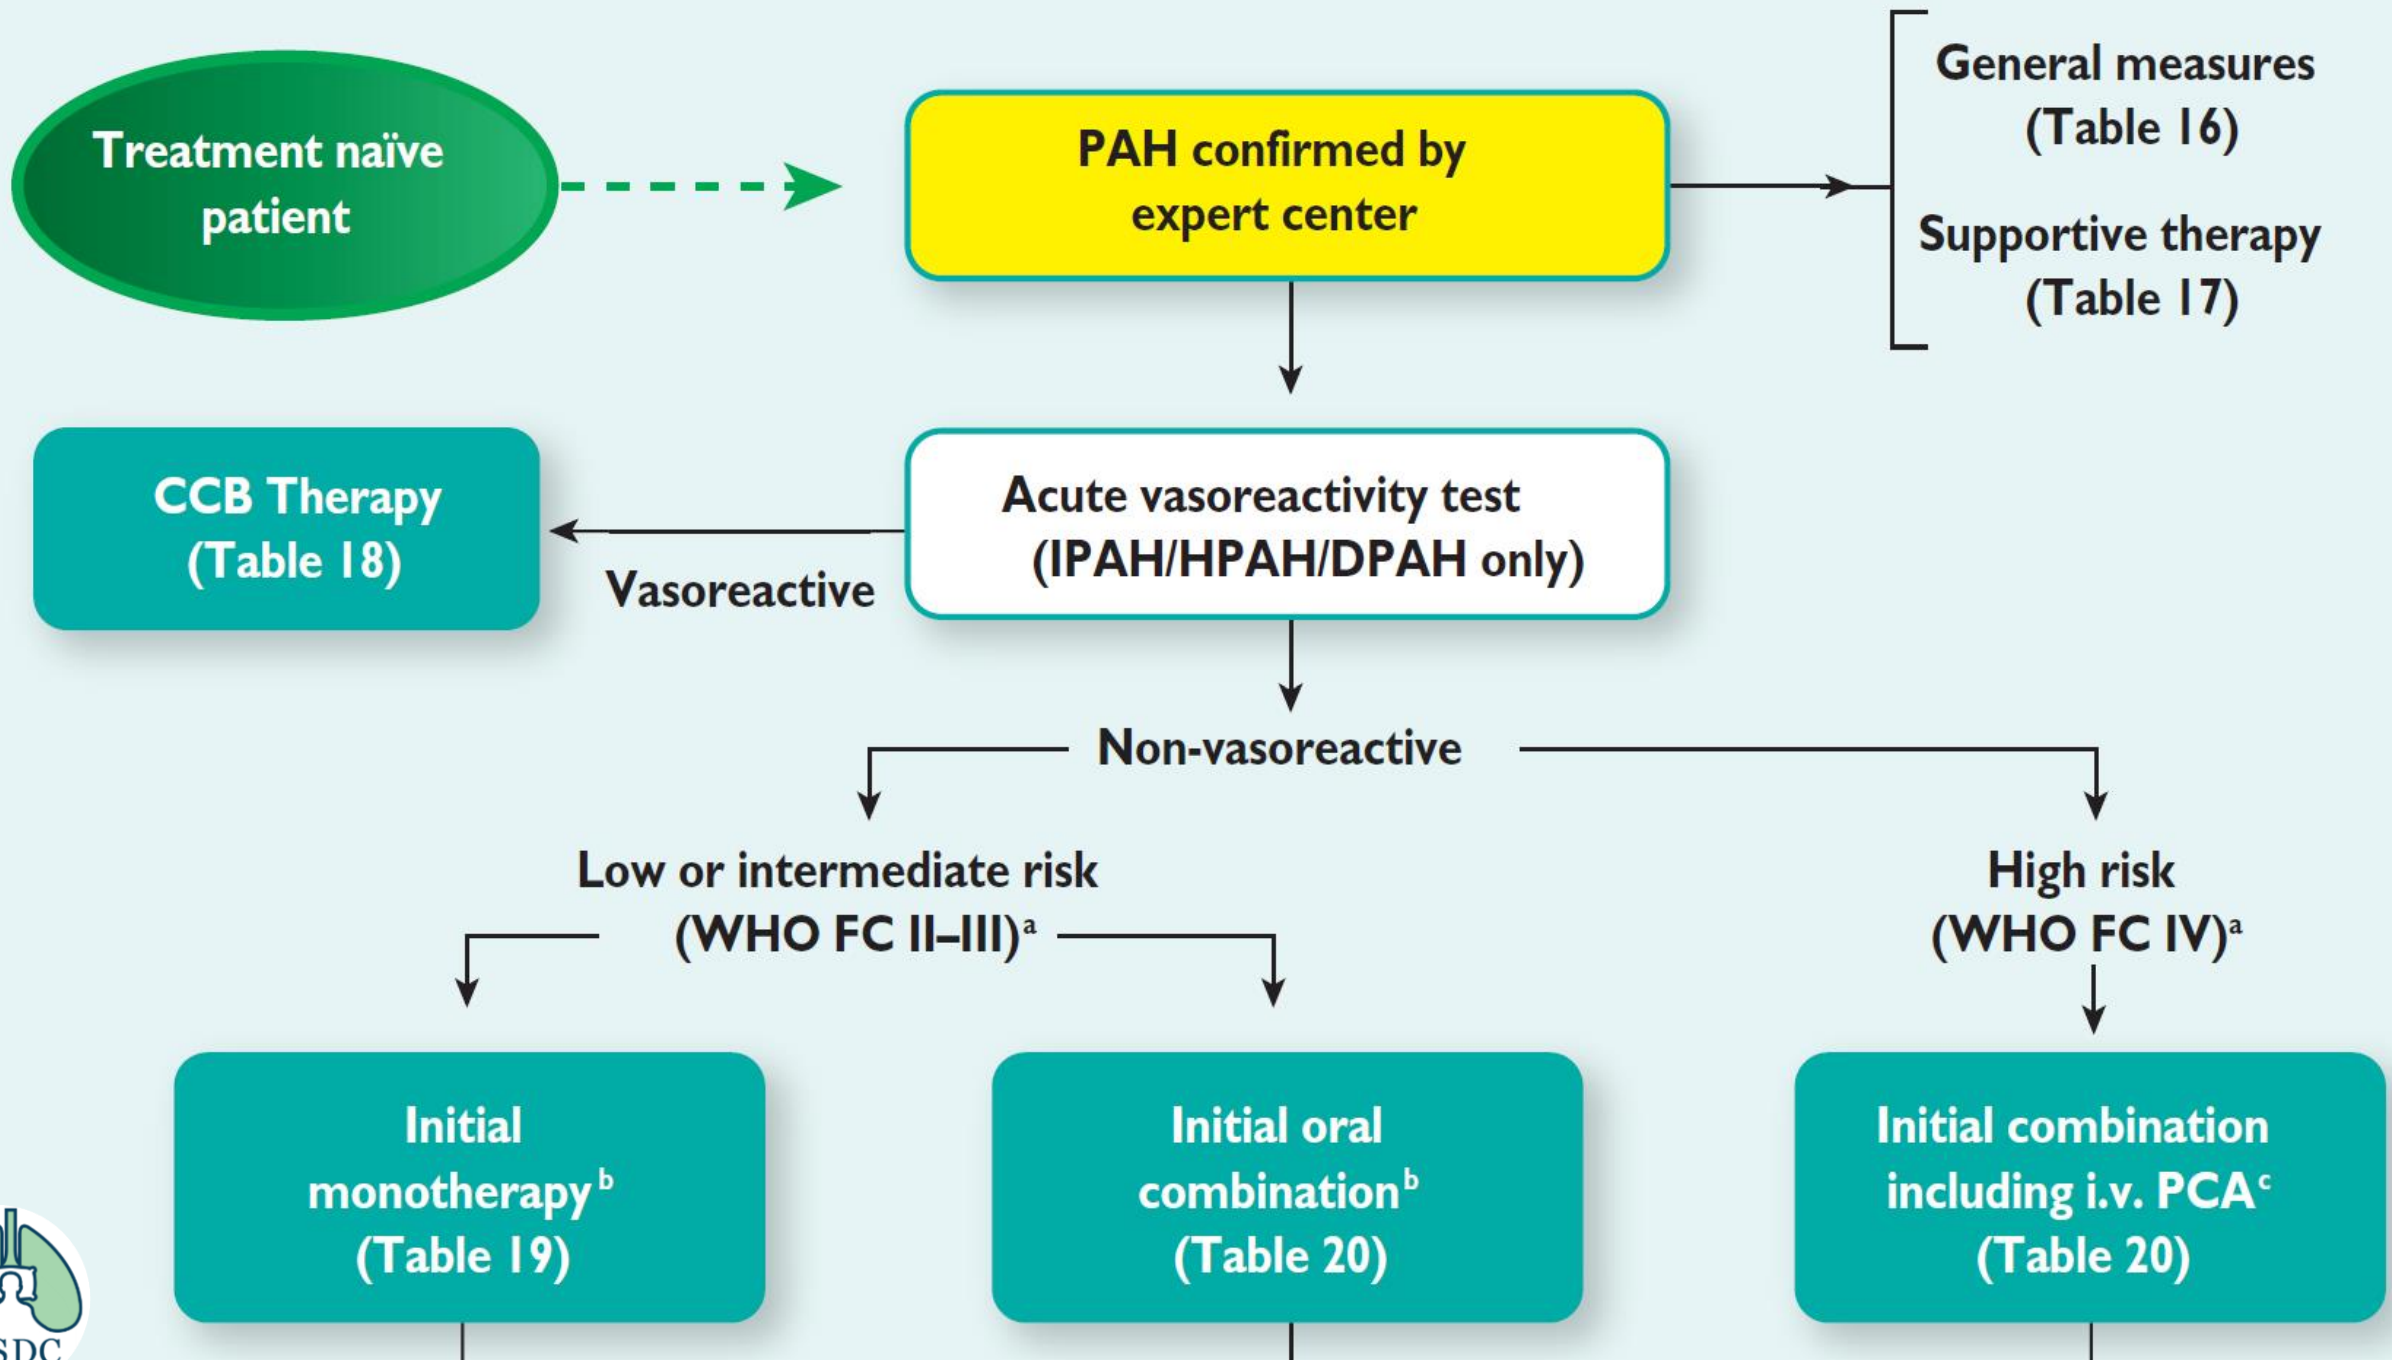 Treatment naïve
patient
PAH confirmed by
expert center
General measures
(Table 16)
Supportive therapy
(Table 17)
CCB Therapy
(Table 18)
Vasoreactive
Acute vasoreactivity test
(IPAH/HPAH/DPAH only)
Non-vasoreactive
Low or intermediate risk
(WHO FC II–III)ᵃ
High risk
(WHO FC IV)ᵃ
Initial
monotherapyᵇ
(Table 19)
Initial oral
combinationᵇ
(Table 20)
Initial combination
including i.v. PCAᶜ
(Table 20)
SDC